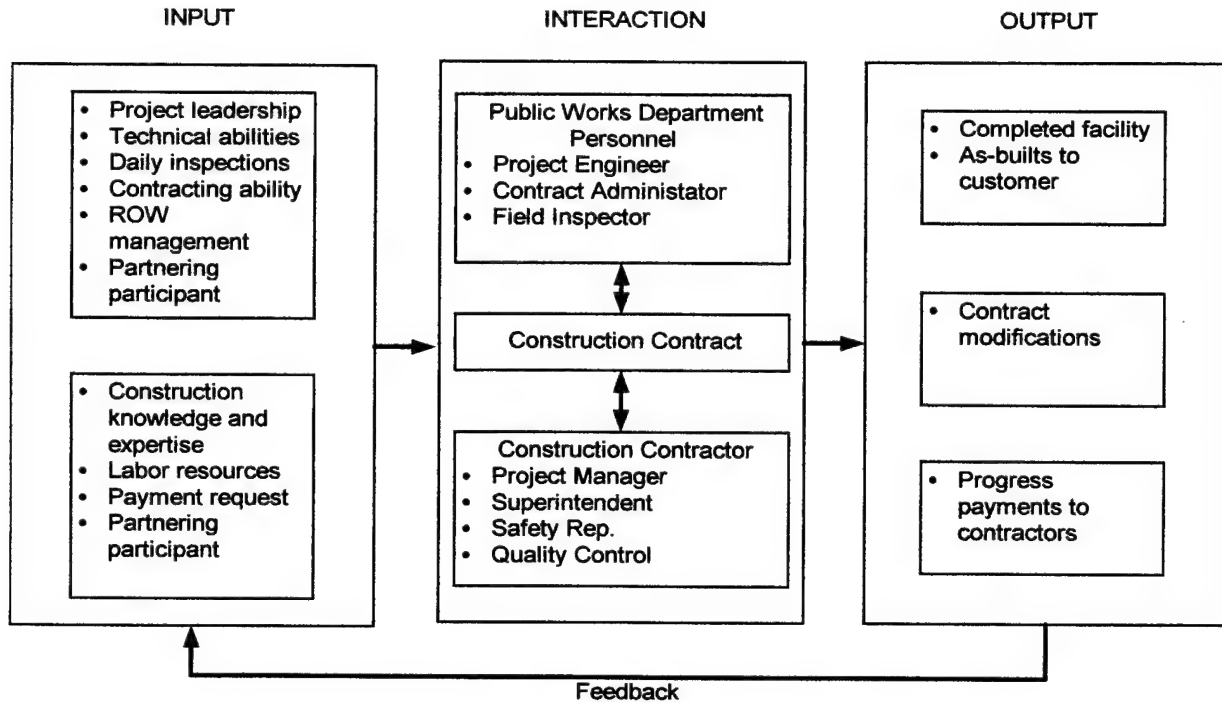 INPUT
• Project leadership
• Technical abilities
• Daily inspections
• Contracting ability
• ROW
management
• Partnering
participant
• Construction
knowledge and
expertise
• Labor resources
• Payment request
• Partnering
participant
INTERACTION
Public Works Department
Personnel
• Project Engineer
• Contract Administator
• Field Inspector
Construction Contract
Construction Contractor
• Project Manager
• Superintendent
• Safety Rep.
• Quality Control
OUTPUT
• Completed facility
• As-builts to
customer
• Contract
modifications
• Progress
payments to
contractors
Feedback